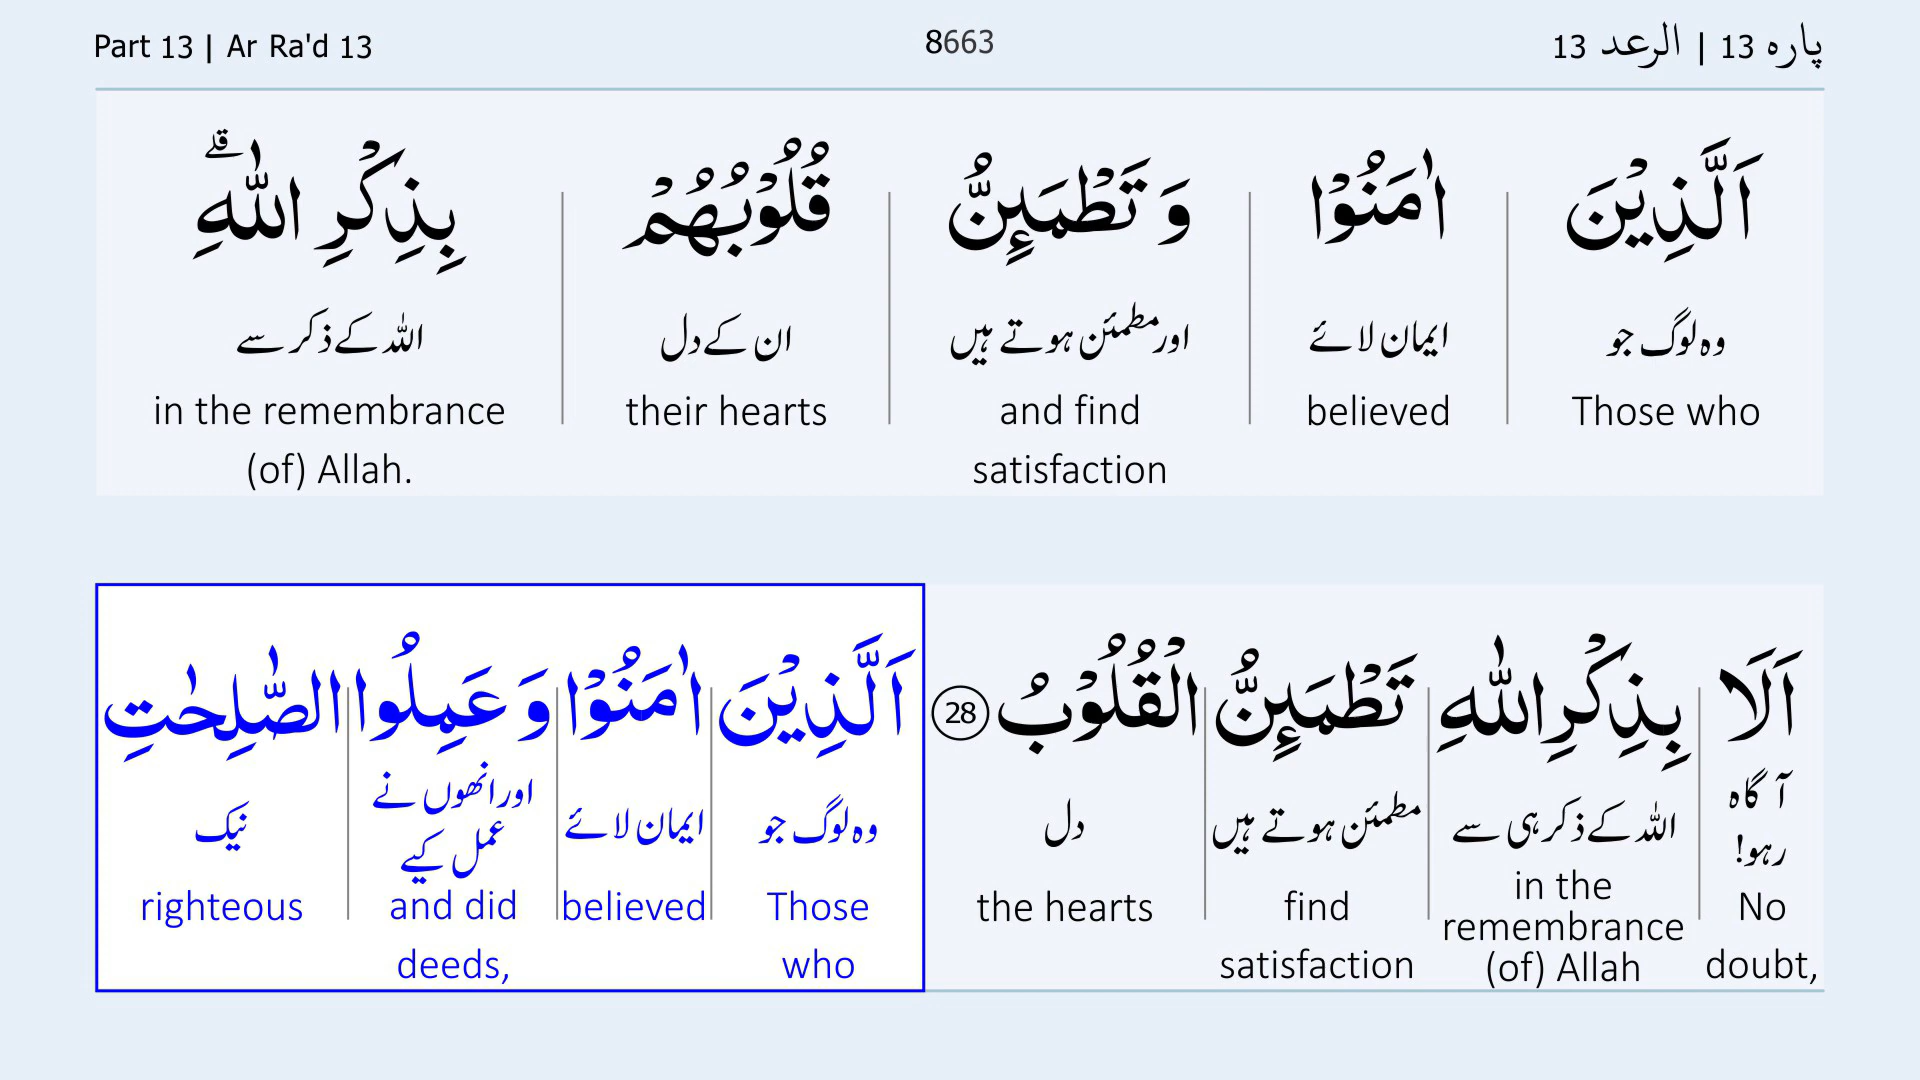 Part 13 | Ar Ra'd 13 8663 پارہ 13 | الرعد 13
اَلَّذِيْنَ اٰمَنُوْا وَ تَطْمَىِٕنُّ قُلُوْبُهُمْ بِذِكْرِ اللّٰهِ ؕۗ
وہ لوگ جو ایمان لائے اور مطمئن ہوتے ہیں ان کے دل اللہ کے ذکر سے
Those who believed and find their hearts in the remembrance
satisfaction (of) Allah.
اَلَا بِذِكْرِ اللّٰهِ تَطْمَىِٕنُّ الْقُلُوْبُ 28 اَلَّذِيْنَ اٰمَنُوْا وَ عَمِلُوا الصّٰلِحٰتِ
آگاہ رہو! اللہ کے ذکر ہی سے مطمئن ہوتے ہیں دل وہ لوگ جو ایمان لائے اور انھوں نے عمل کیے نیک
No in the remembrance find the hearts Those believed and did righteous
doubt, (of) Allah satisfaction who deeds,